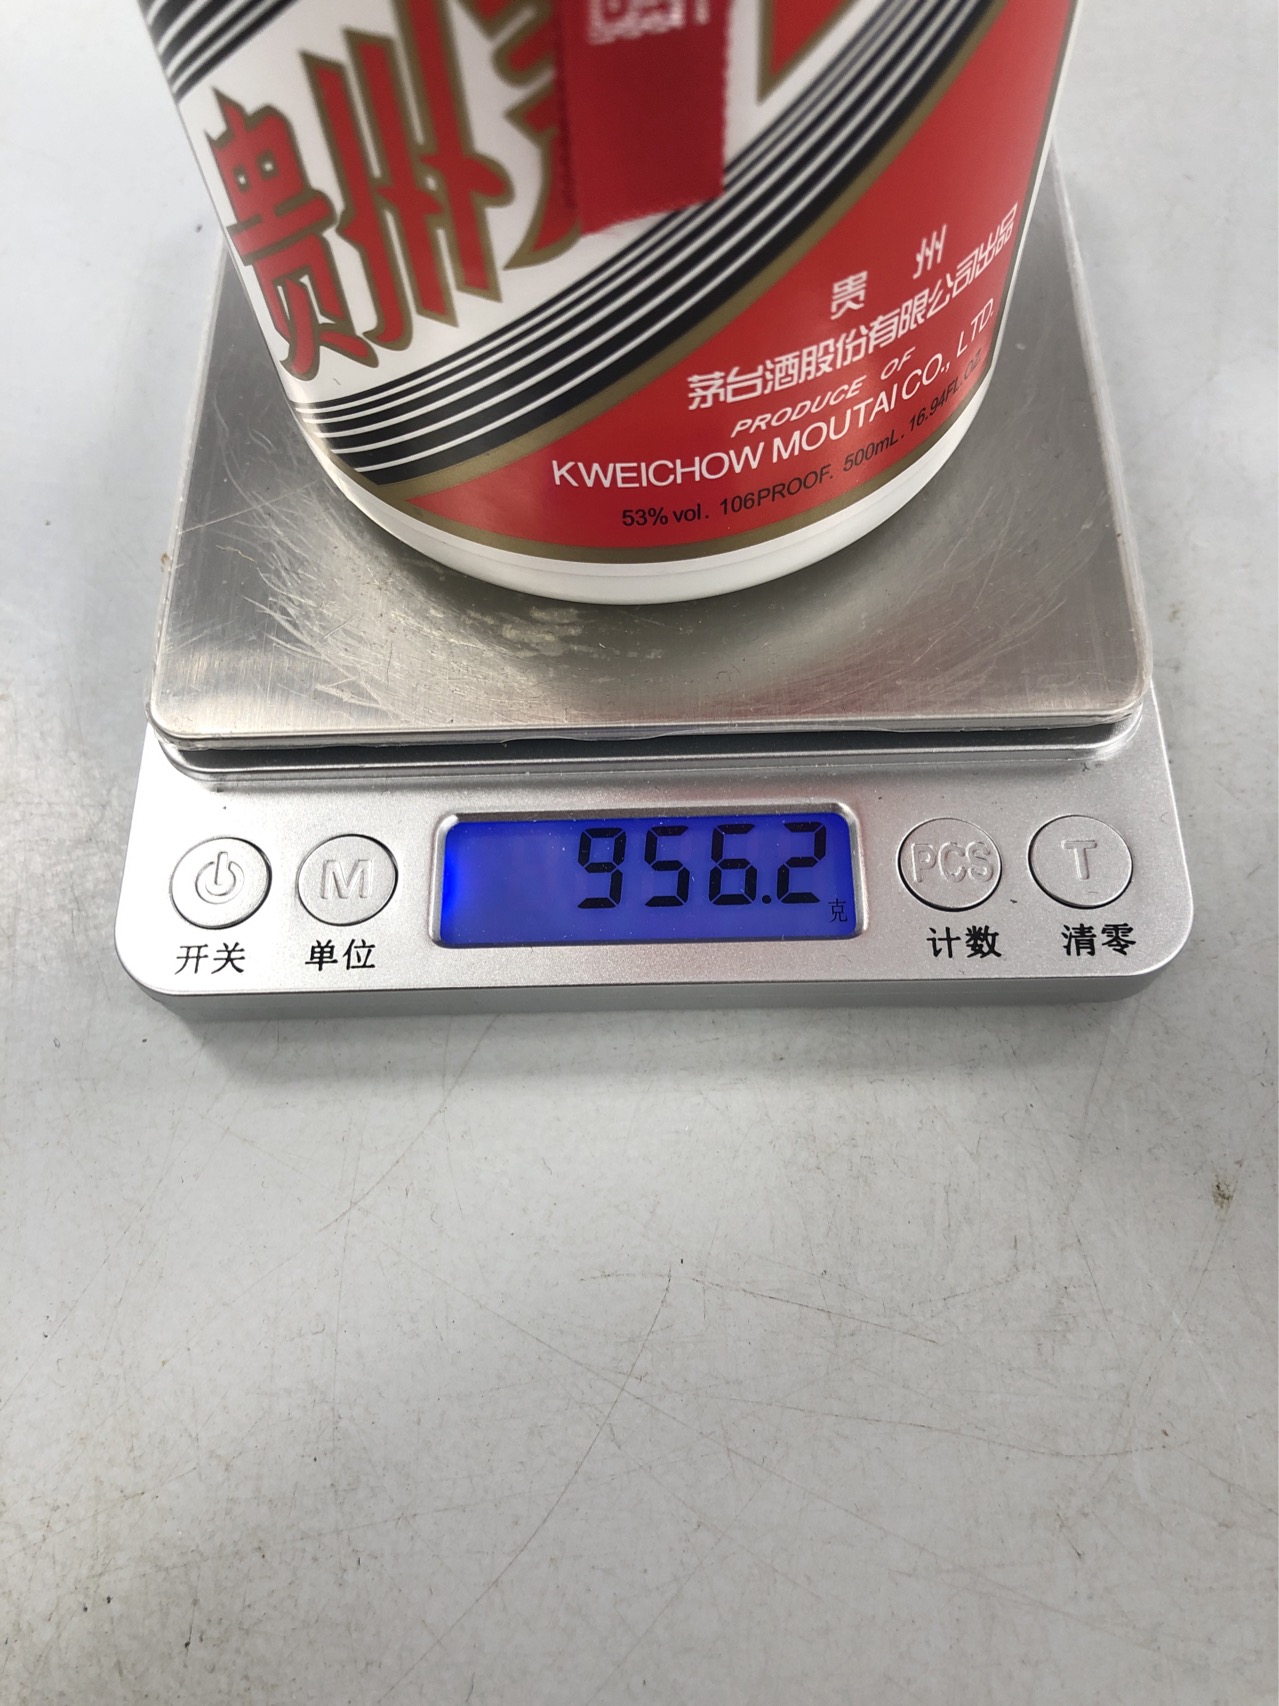 贵州
贵州
茅台酒股份有限公司出品
PRODUCE OF
KWEICHOW MOUTAI CO., LTD.
53% vol. 106PROOF. 500mL. 16.94FL.OZ
956.2
克
M
PCS
T
开关
单位
计数
清零